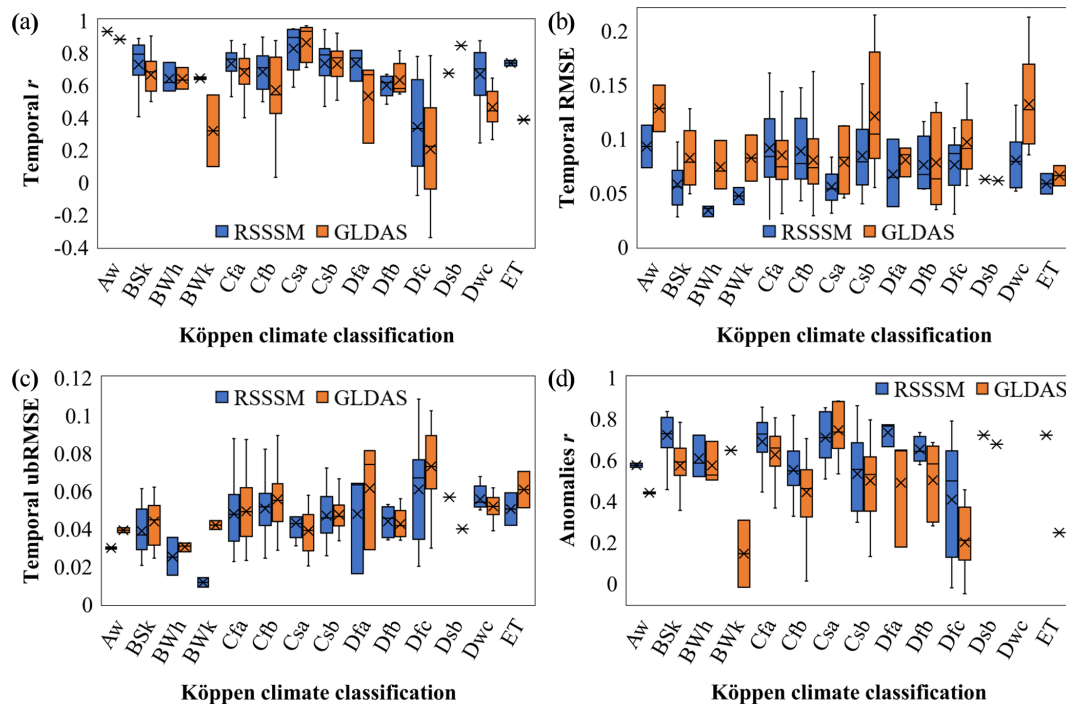 (a)
Temporal r
1
0.8
0.6
0.4
0.2
0
-0.2
-0.4
RSSSM GLDAS
Aw BSk BWh BWk Cfa Cfb Csa Csb Dfa Dfb Dfc Dsb Dwc ET
Köppen climate classification
(b)
Temporal RMSE
0.2
0.15
0.1
0.05
0
RSSSM GLDAS
Aw BSk BWh BWk Cfa Cfb Csa Csb Dfa Dfb Dfc Dsb Dwc ET
Köppen climate classification
(c)
Temporal ubRMSE
0.12
0.1
0.08
0.06
0.04
0.02
0
RSSSM GLDAS
Aw BSk BWh BWk Cfa Cfb Csa Csb Dfa Dfb Dfc Dsb Dwc ET
Köppen climate classification
(d)
Anomalies r
1
0.8
0.6
0.4
0.2
0
RSSSM GLDAS
Aw BSk BWh BWk Cfa Cfb Csa Csb Dfa Dfb Dfc Dsb Dwc ET
Köppen climate classification